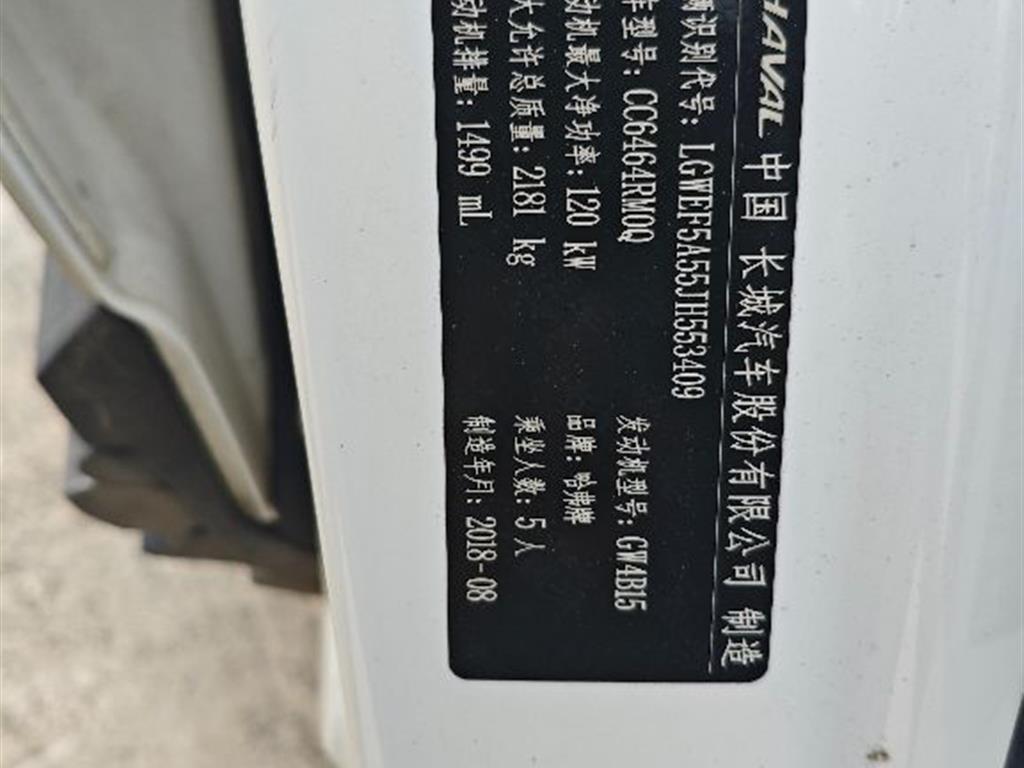 HAVAL 中国 长城汽车股份有限公司 制造
识别代号: LGWEF5A55JH553409
车型号: CC6464RM0Q 发动机型号: GW4B15
动机最大净功率: 120 kW 品牌: 哈弗牌
大允许总质量: 2181 kg 乘坐人数: 5 人
动机排量: 1499 mL 制造年月: 2018-08